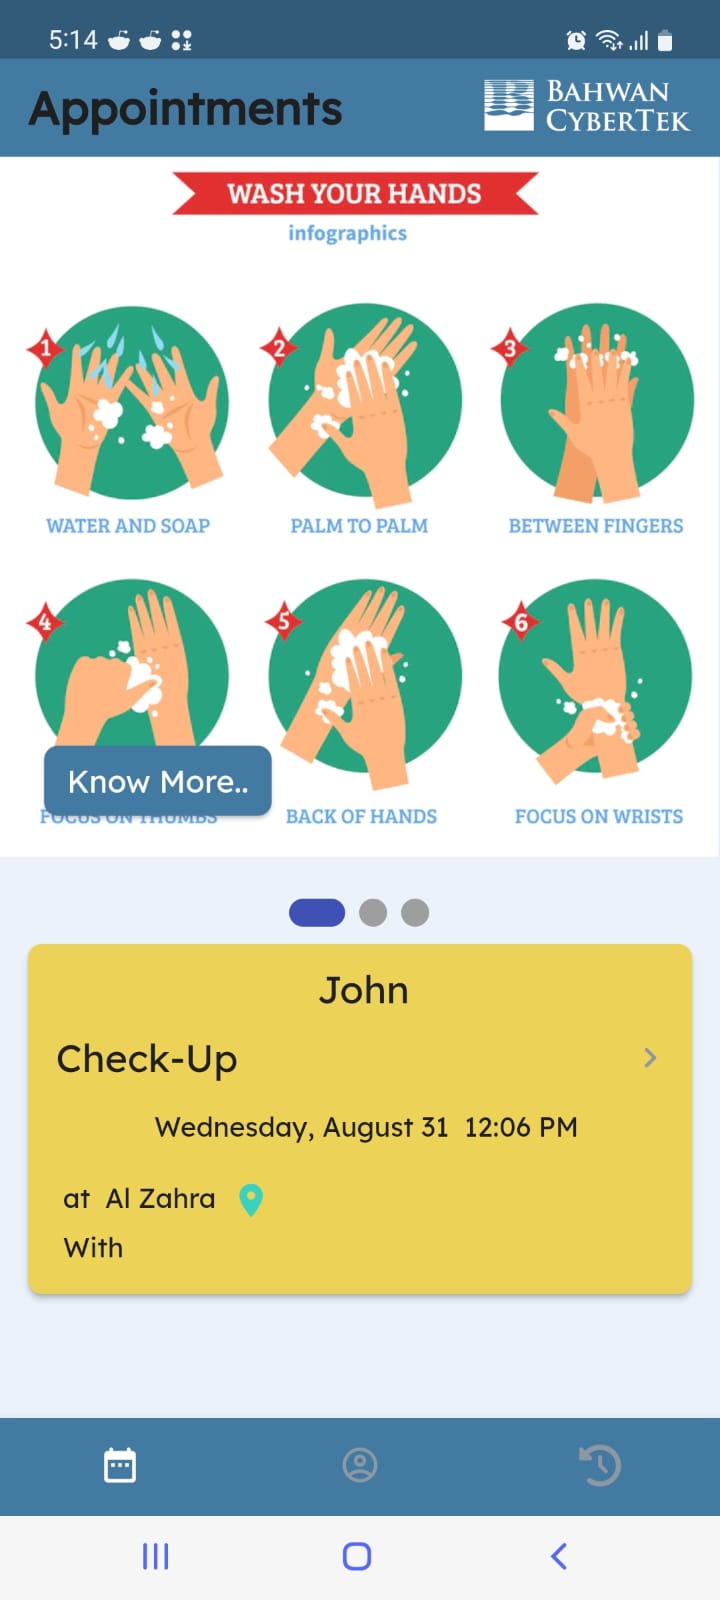 5:14
Appointments
BAHWAN
CYBERTEK
WASH YOUR HANDS
infographics
1
2
3
WATER AND SOAP
PALM TO PALM
BETWEEN FINGERS
4
5
6
Know More..
FOCUS ON THUMBS
BACK OF HANDS
FOCUS ON WRISTS
John
Check-Up
Wednesday, August 31 12:06 PM
at Al Zahra
With